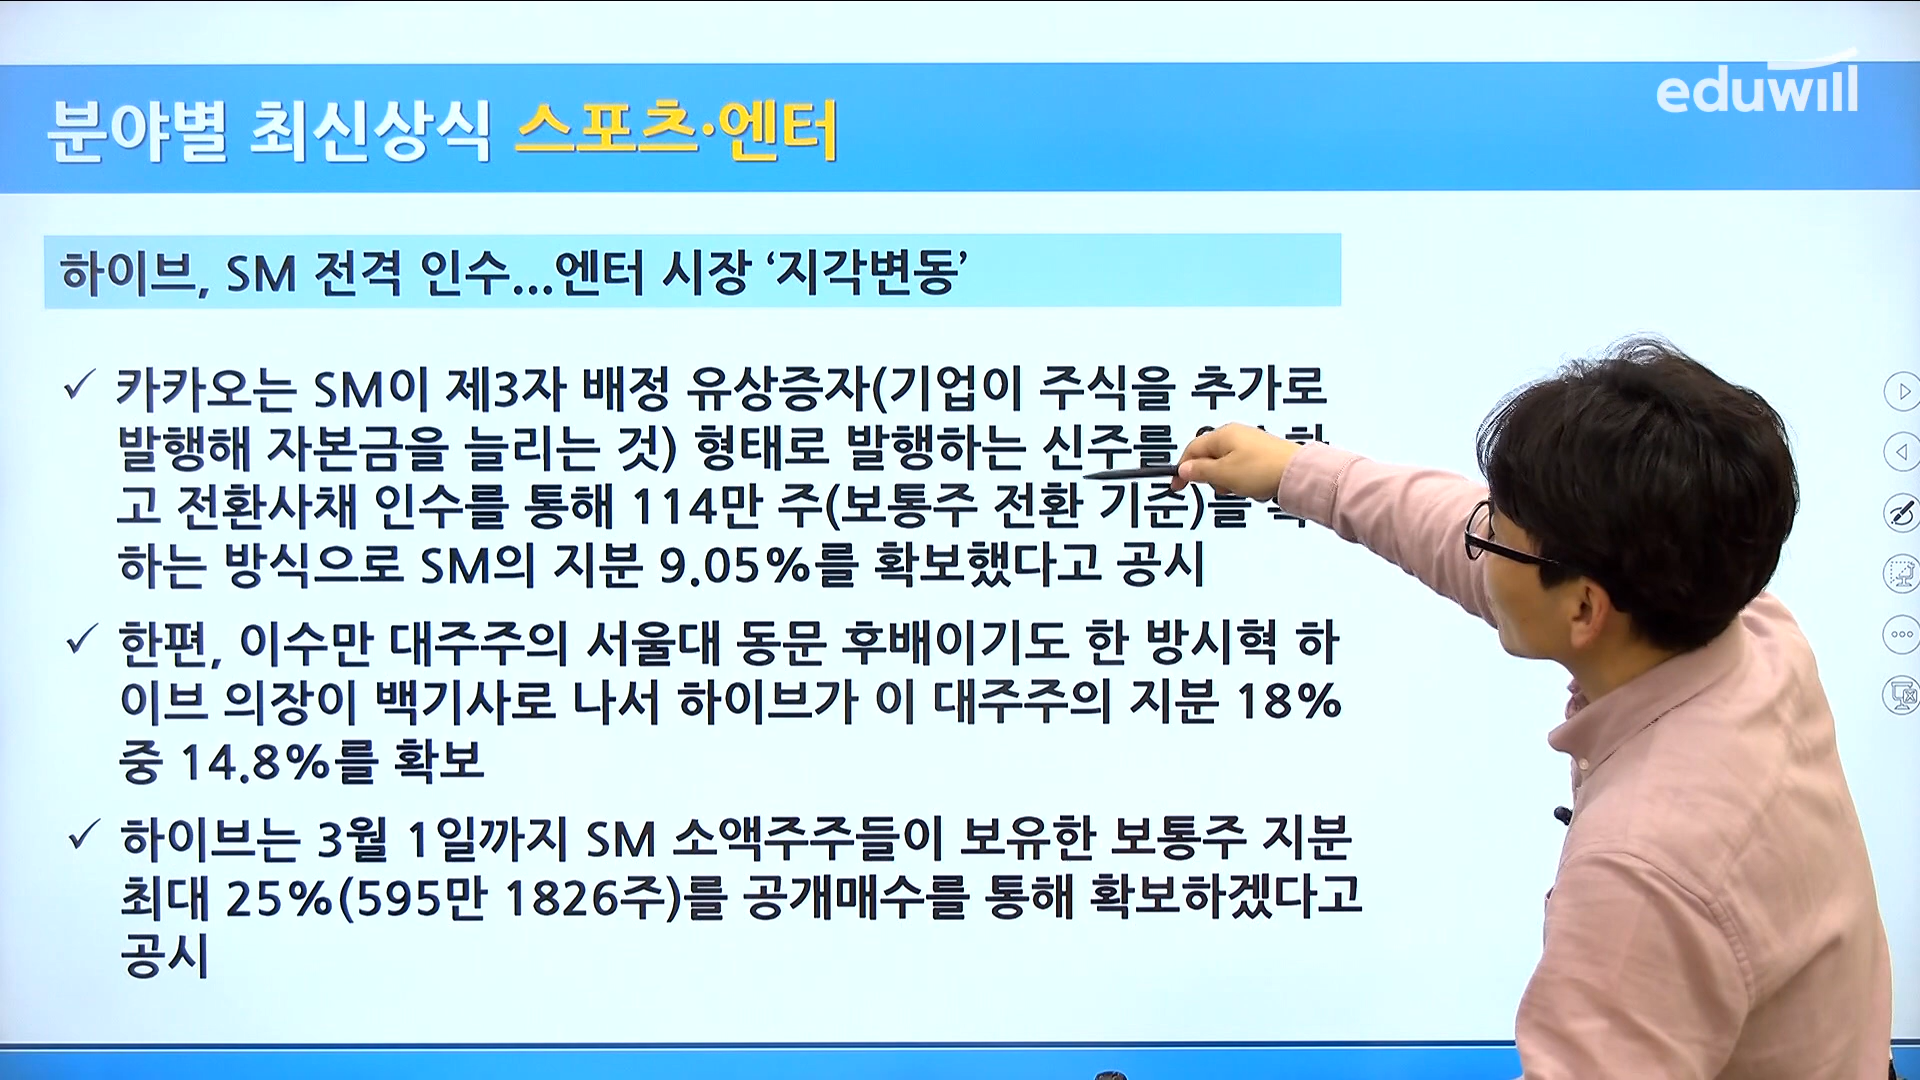 eduwill
분야별 최신상식 스포츠·엔터
하이브, SM 전격 인수...엔터 시장 ‘지각변동’
✓ 카카오는 SM이 제3자 배정 유상증자(기업이 주식을 추가로
발행해 자본금을 늘리는 것) 형태로 발행하는 신주를
고 전환사채 인수를 통해 114만 주(보통주 전환 기준)를
하는 방식으로 SM의 지분 9.05%를 확보했다고 공시
✓ 한편, 이수만 대주주의 서울대 동문 후배이기도 한 방시혁 하
이브 의장이 백기사로 나서 하이브가 이 대주주의 지분 18%
중 14.8%를 확보
✓ 하이브는 3월 1일까지 SM 소액주주들이 보유한 보통주 지분
최대 25%(595만 1826주)를 공개매수를 통해 확보하겠다고
공시